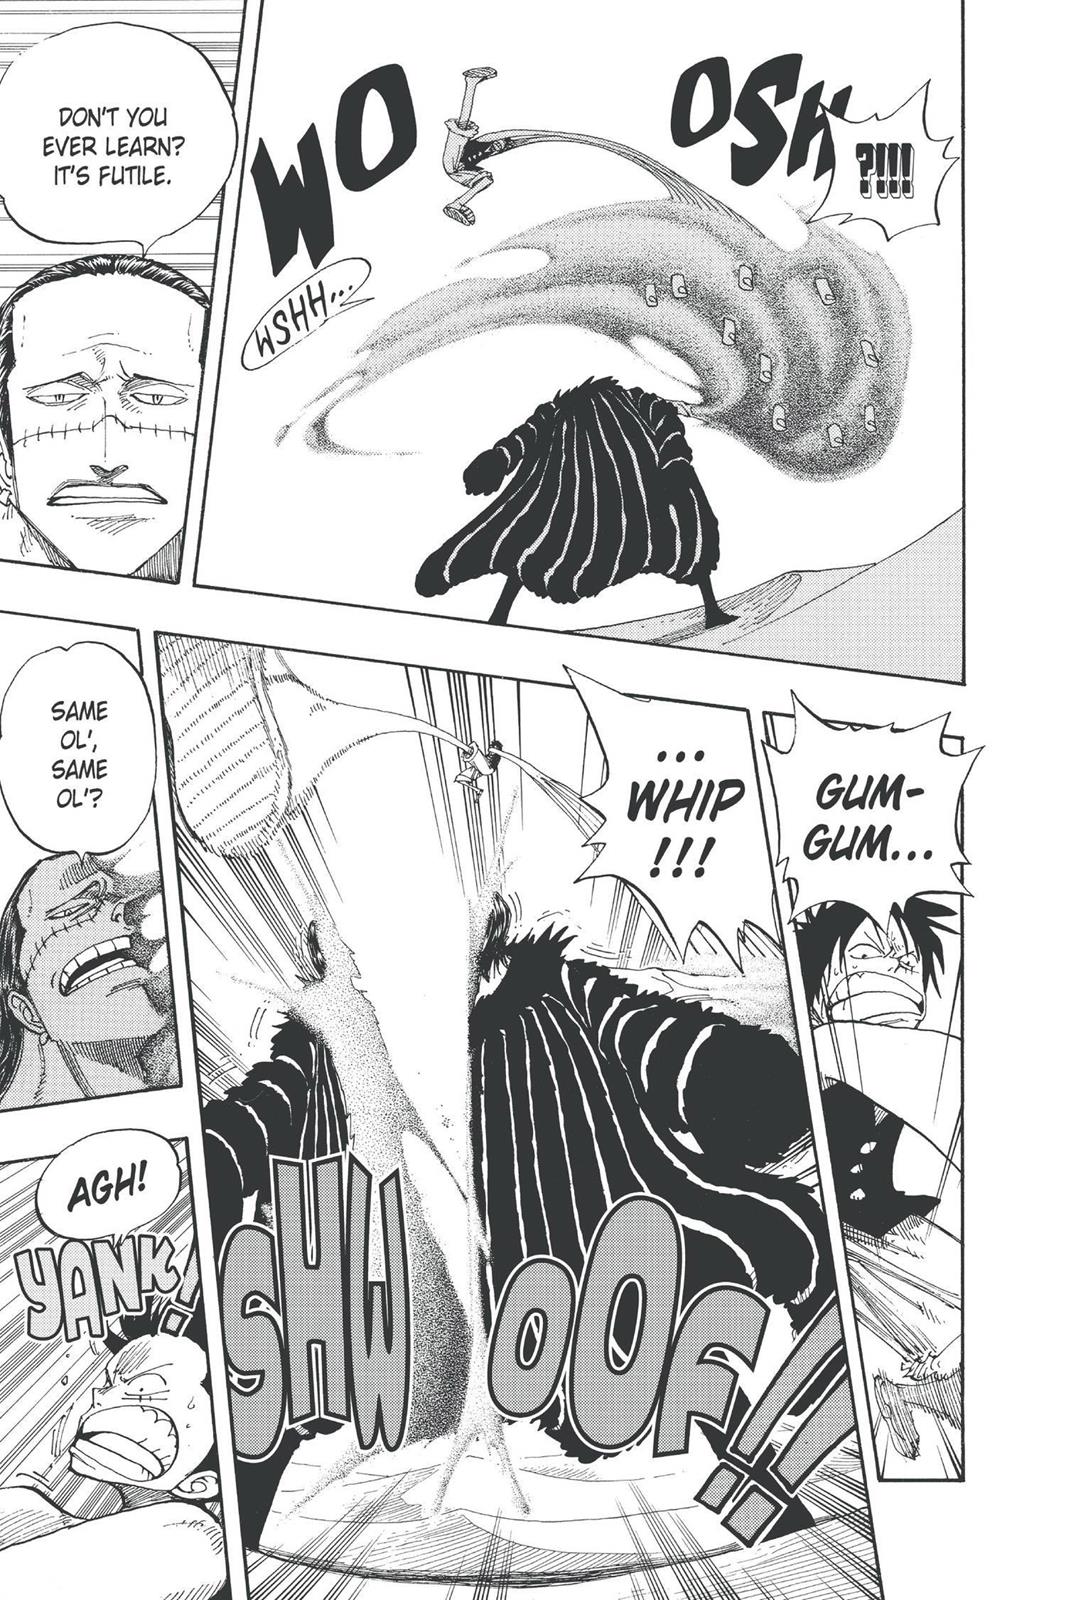 WO
OSH
?!!!
WSHH...
DON'T YOU
EVER LEARN?
IT'S FUTILE.
GUM-
GUM...
...
WHIP
!!!
SHW
OOF!!
SAME
OL',
SAME
OL'?
AGH!
YANK!